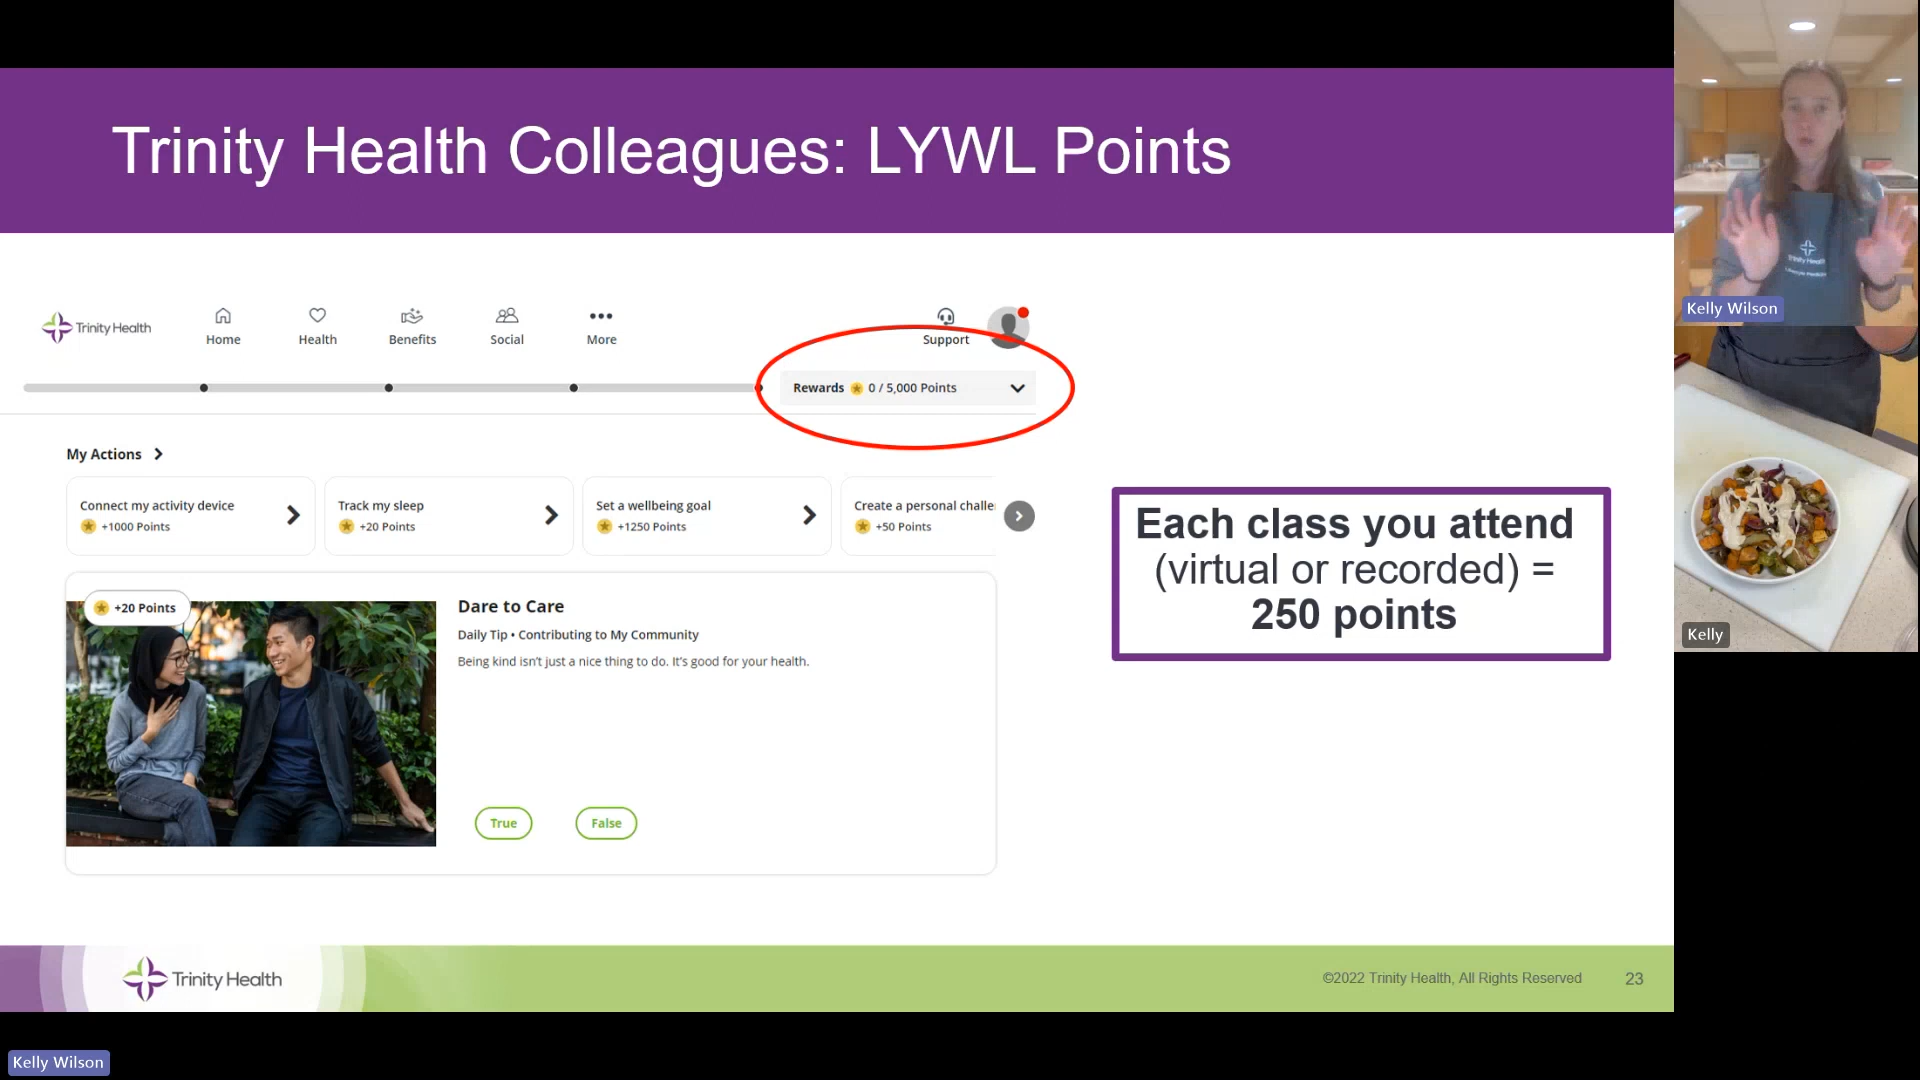 Trinity Health Colleagues: LYWL Points
Trinity Health
Home
Health
Benefits
Social
More
Support
Rewards 0 / 5,000 Points
My Actions
Connect my activity device
+1000 Points
Track my sleep
+20 Points
Set a wellbeing goal
+1250 Points
Create a personal challe
+50 Points
+20 Points
Dare to Care
Daily Tip • Contributing to My Community
Being kind isn't just a nice thing to do. It's good for your health.
True
False
Each class you attend
(virtual or recorded) =
250 points
Trinity Health
©2022 Trinity Health, All Rights Reserved
23
Trinity Health
Kelly Wilson
Kelly
Kelly Wilson